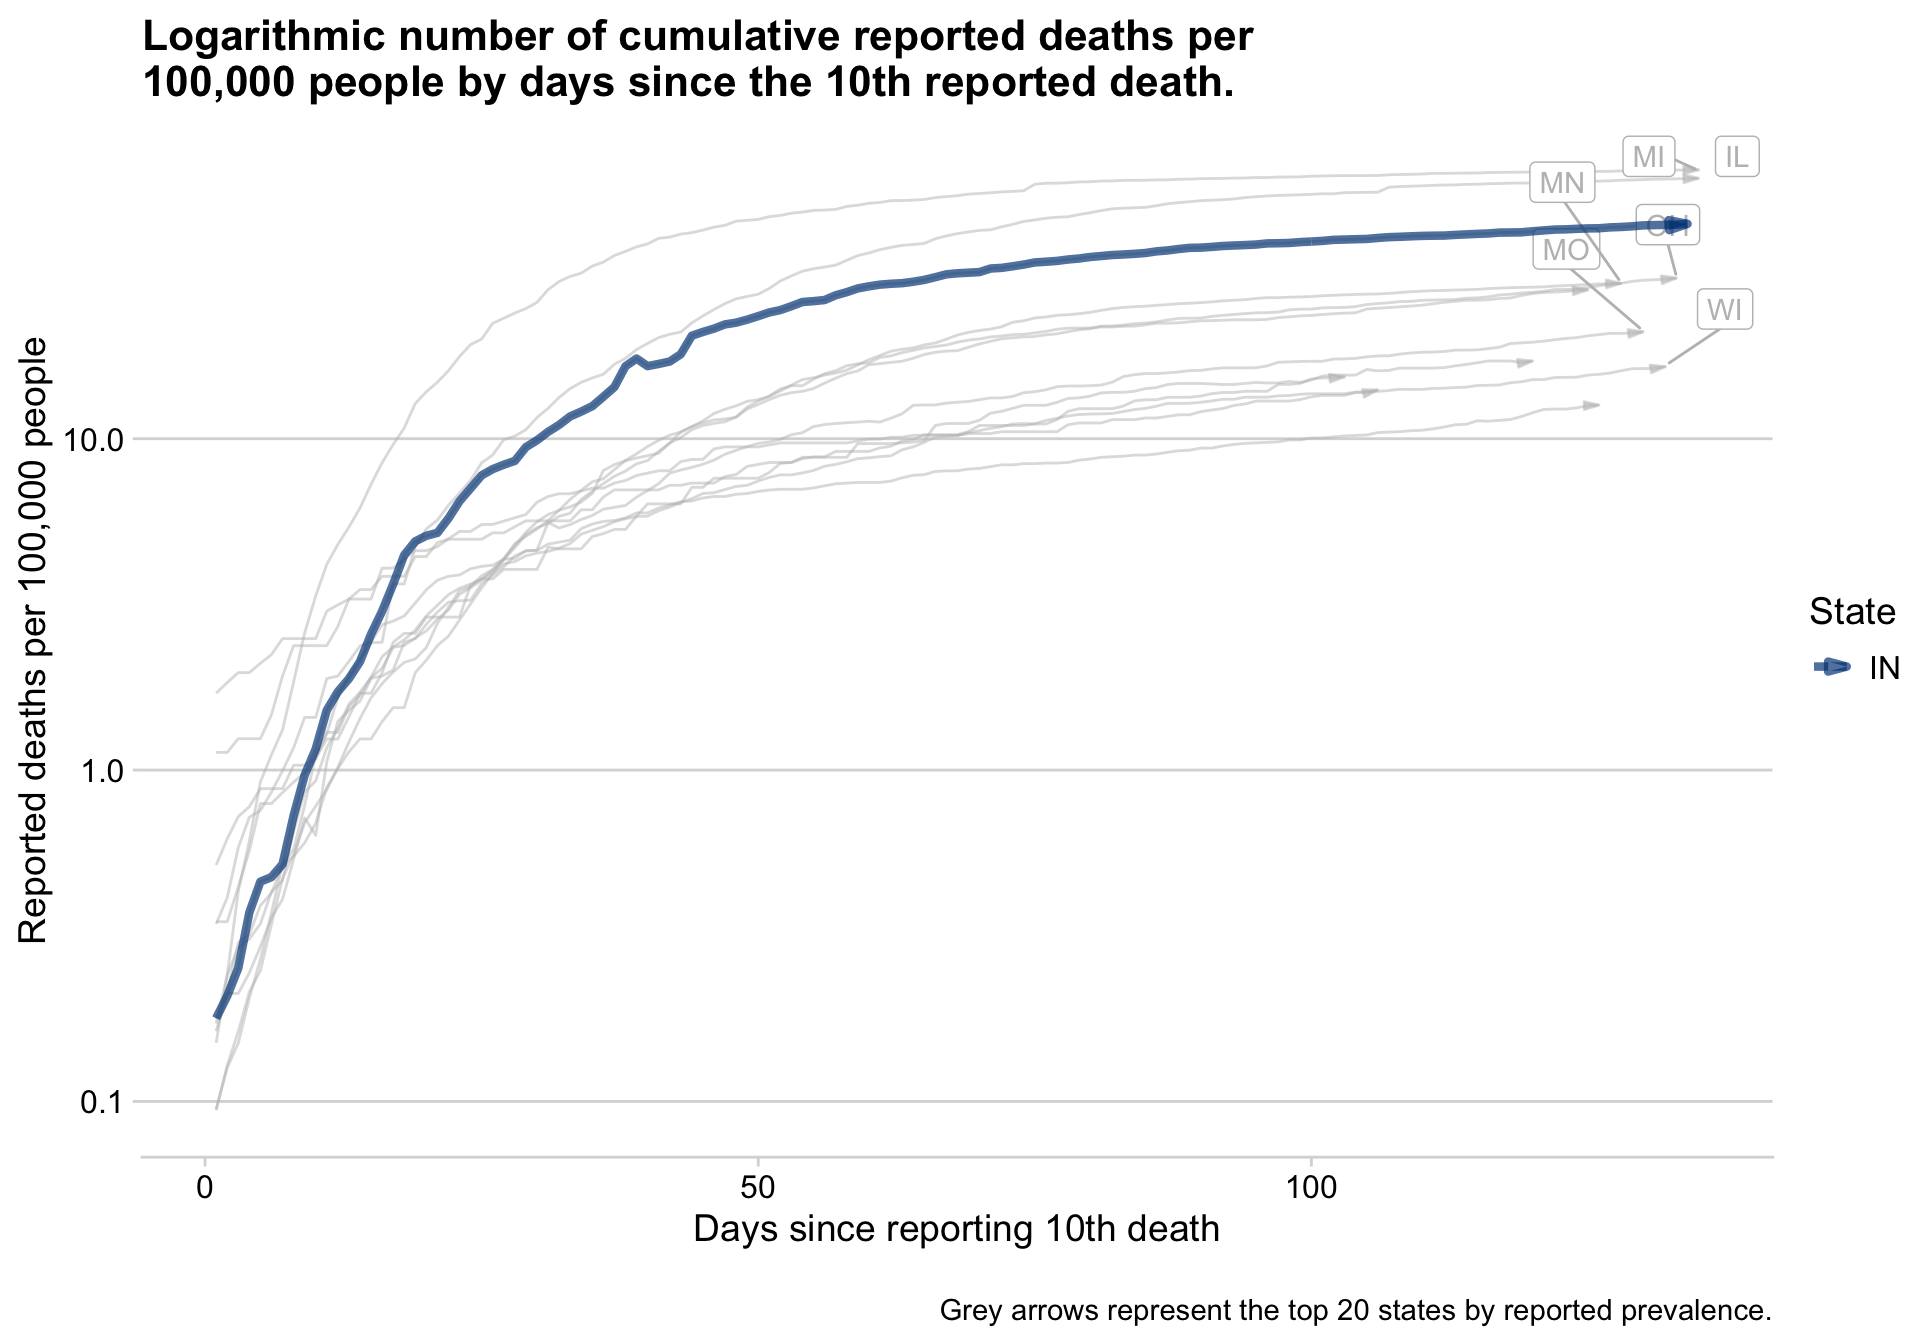 Logarithmic number of cumulative reported deaths per
100,000 people by days since the 10th reported death.
MI
IL
MN
OH
MO
WI
Reported deaths per 100,000 people
10.0
1.0
0.1
State
IN
0
50
100
Days since reporting 10th death
Grey arrows represent the top 20 states by reported prevalence.